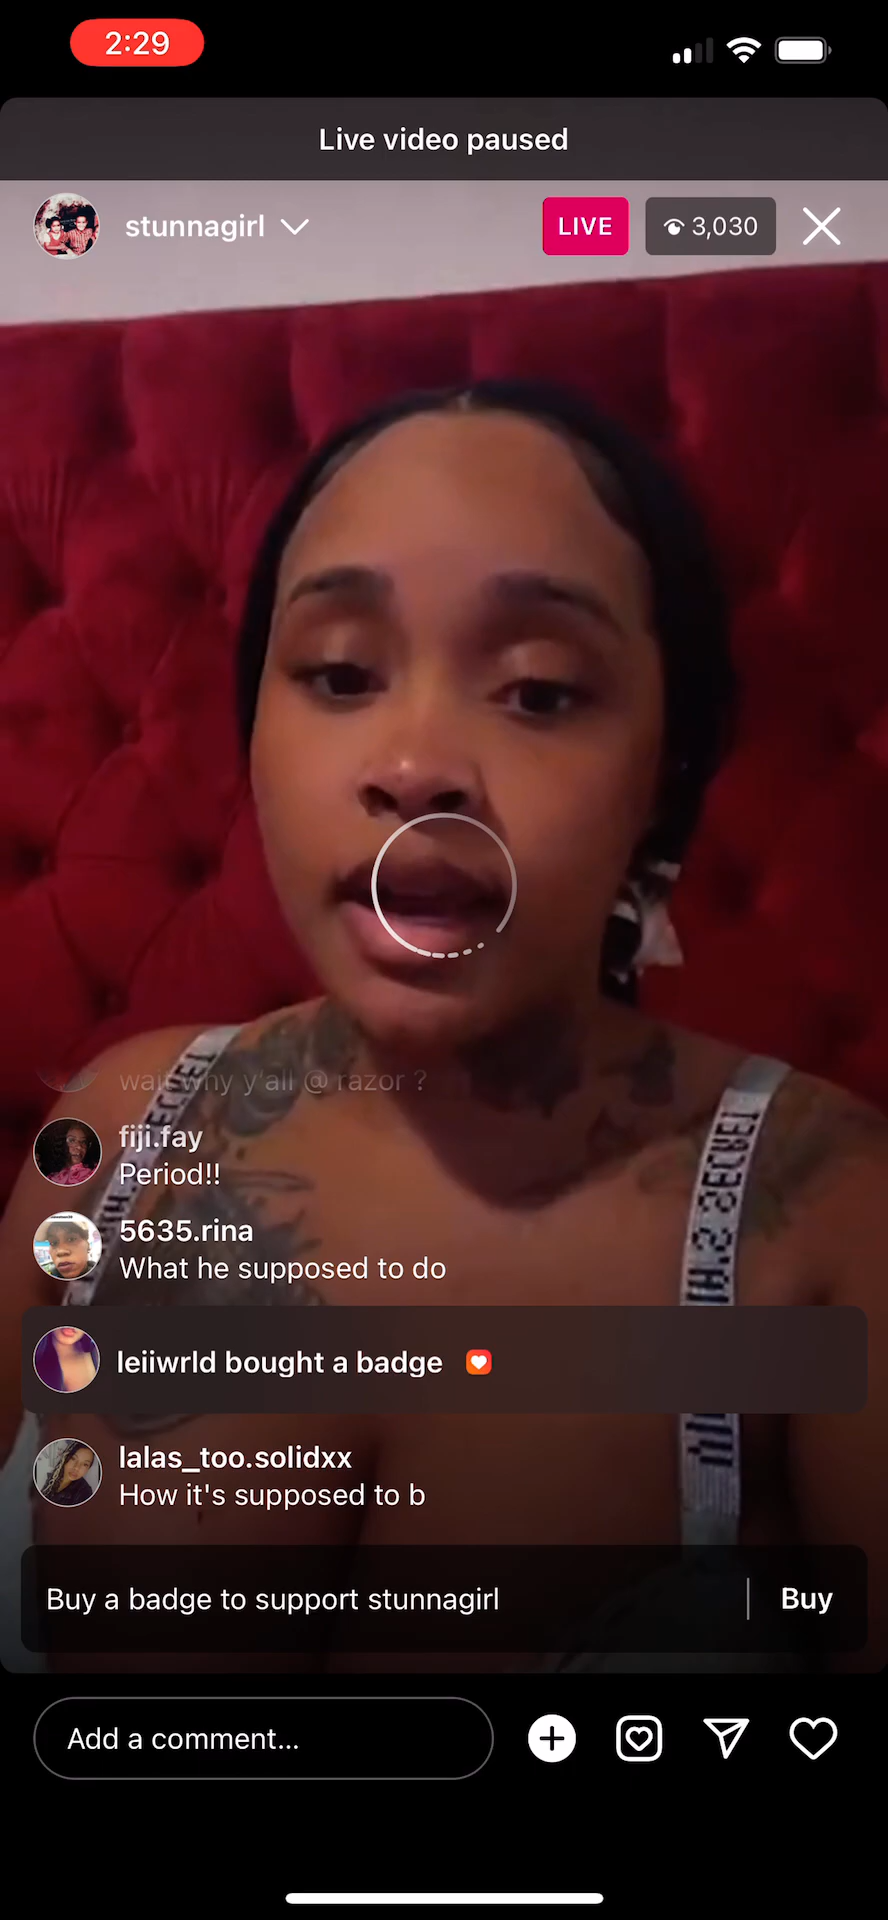 2:29
Live video paused
stunnagirl
LIVE
3,030
wait why y'all @ razor ?
fiji.fay
Period!!
5635.rina
What he supposed to do
leiiwrld bought a badge
lalas_too.solidxx
How it's supposed to b
Buy a badge to support stunnagirl
Buy
Add a comment...